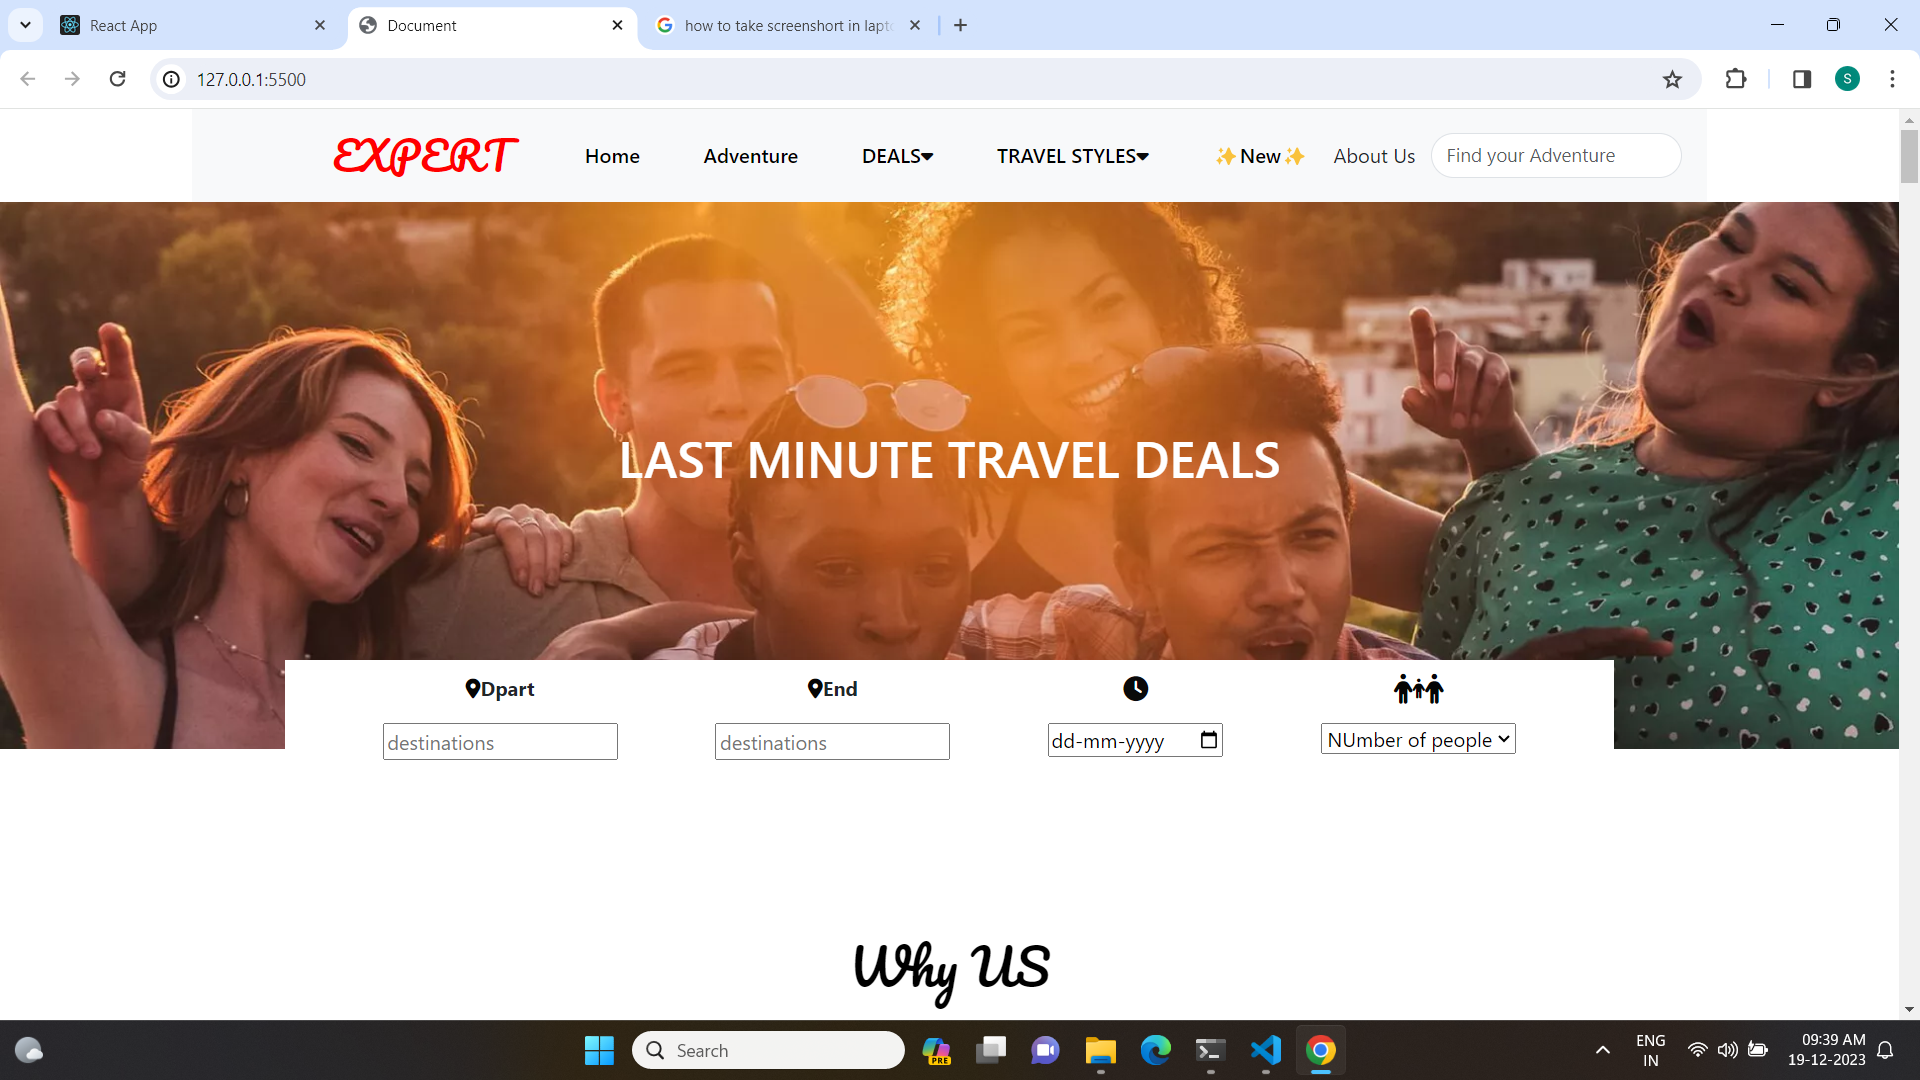 React App
Document
how to take screenshort in lapt
127.0.0.1:5500
S
EXPERT Home Adventure DEALS TRAVEL STYLES ✨New✨ About Us Find your Adventure
LAST MINUTE TRAVEL DEALS
Dpart End
destinations destinations dd-mm-yyyy NUmber of people
Why US
Search
PRE
ENG
IN
09:39 AM
19-12-2023